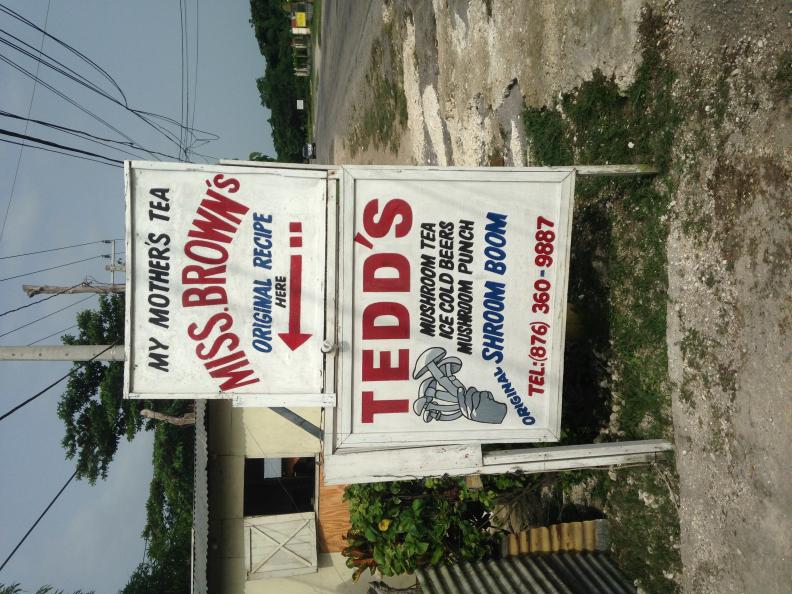 MY MOTHER'S TEA
MISS.BROWN'S
ORIGINAL RECIPE
HERE
TEDD'S
MUSHROOM TEA
ICE COLD BEERS
MUSHROOM PUNCH
ORIGINAL SHROOM BOOM
TEL:(876) 360-9887